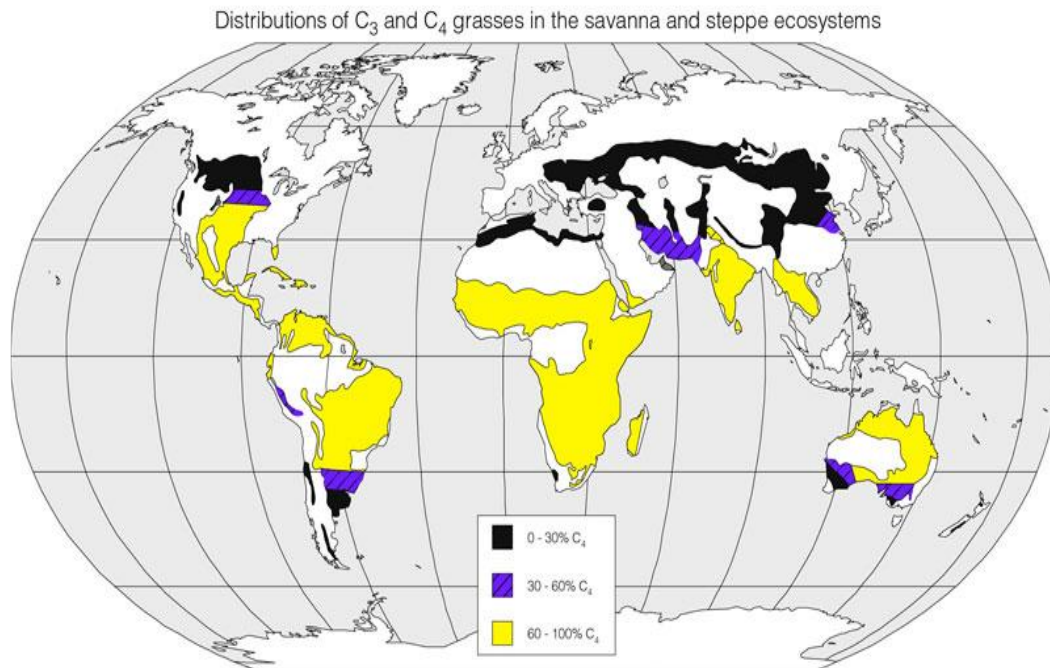 Distributions of C₃ and C₄ grasses in the savanna and steppe ecosystems
0 - 30% C₄
30 - 60% C₄
60 - 100% C₄